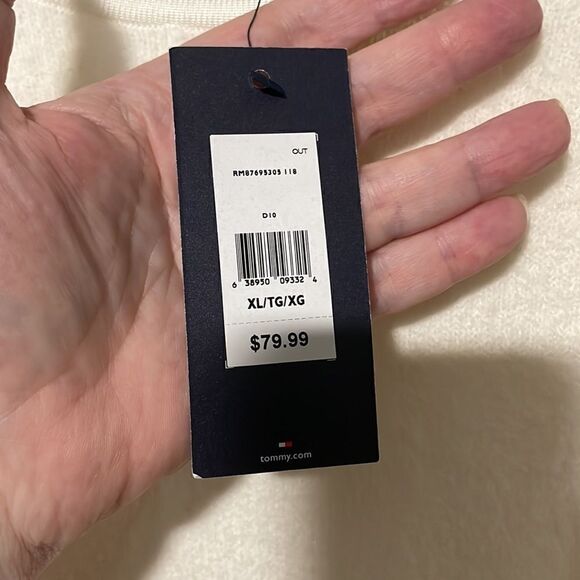 OUT
RM87695305 118
D10
6 38950 09332 4
XL/TG/XG
$79.99
tommy.com